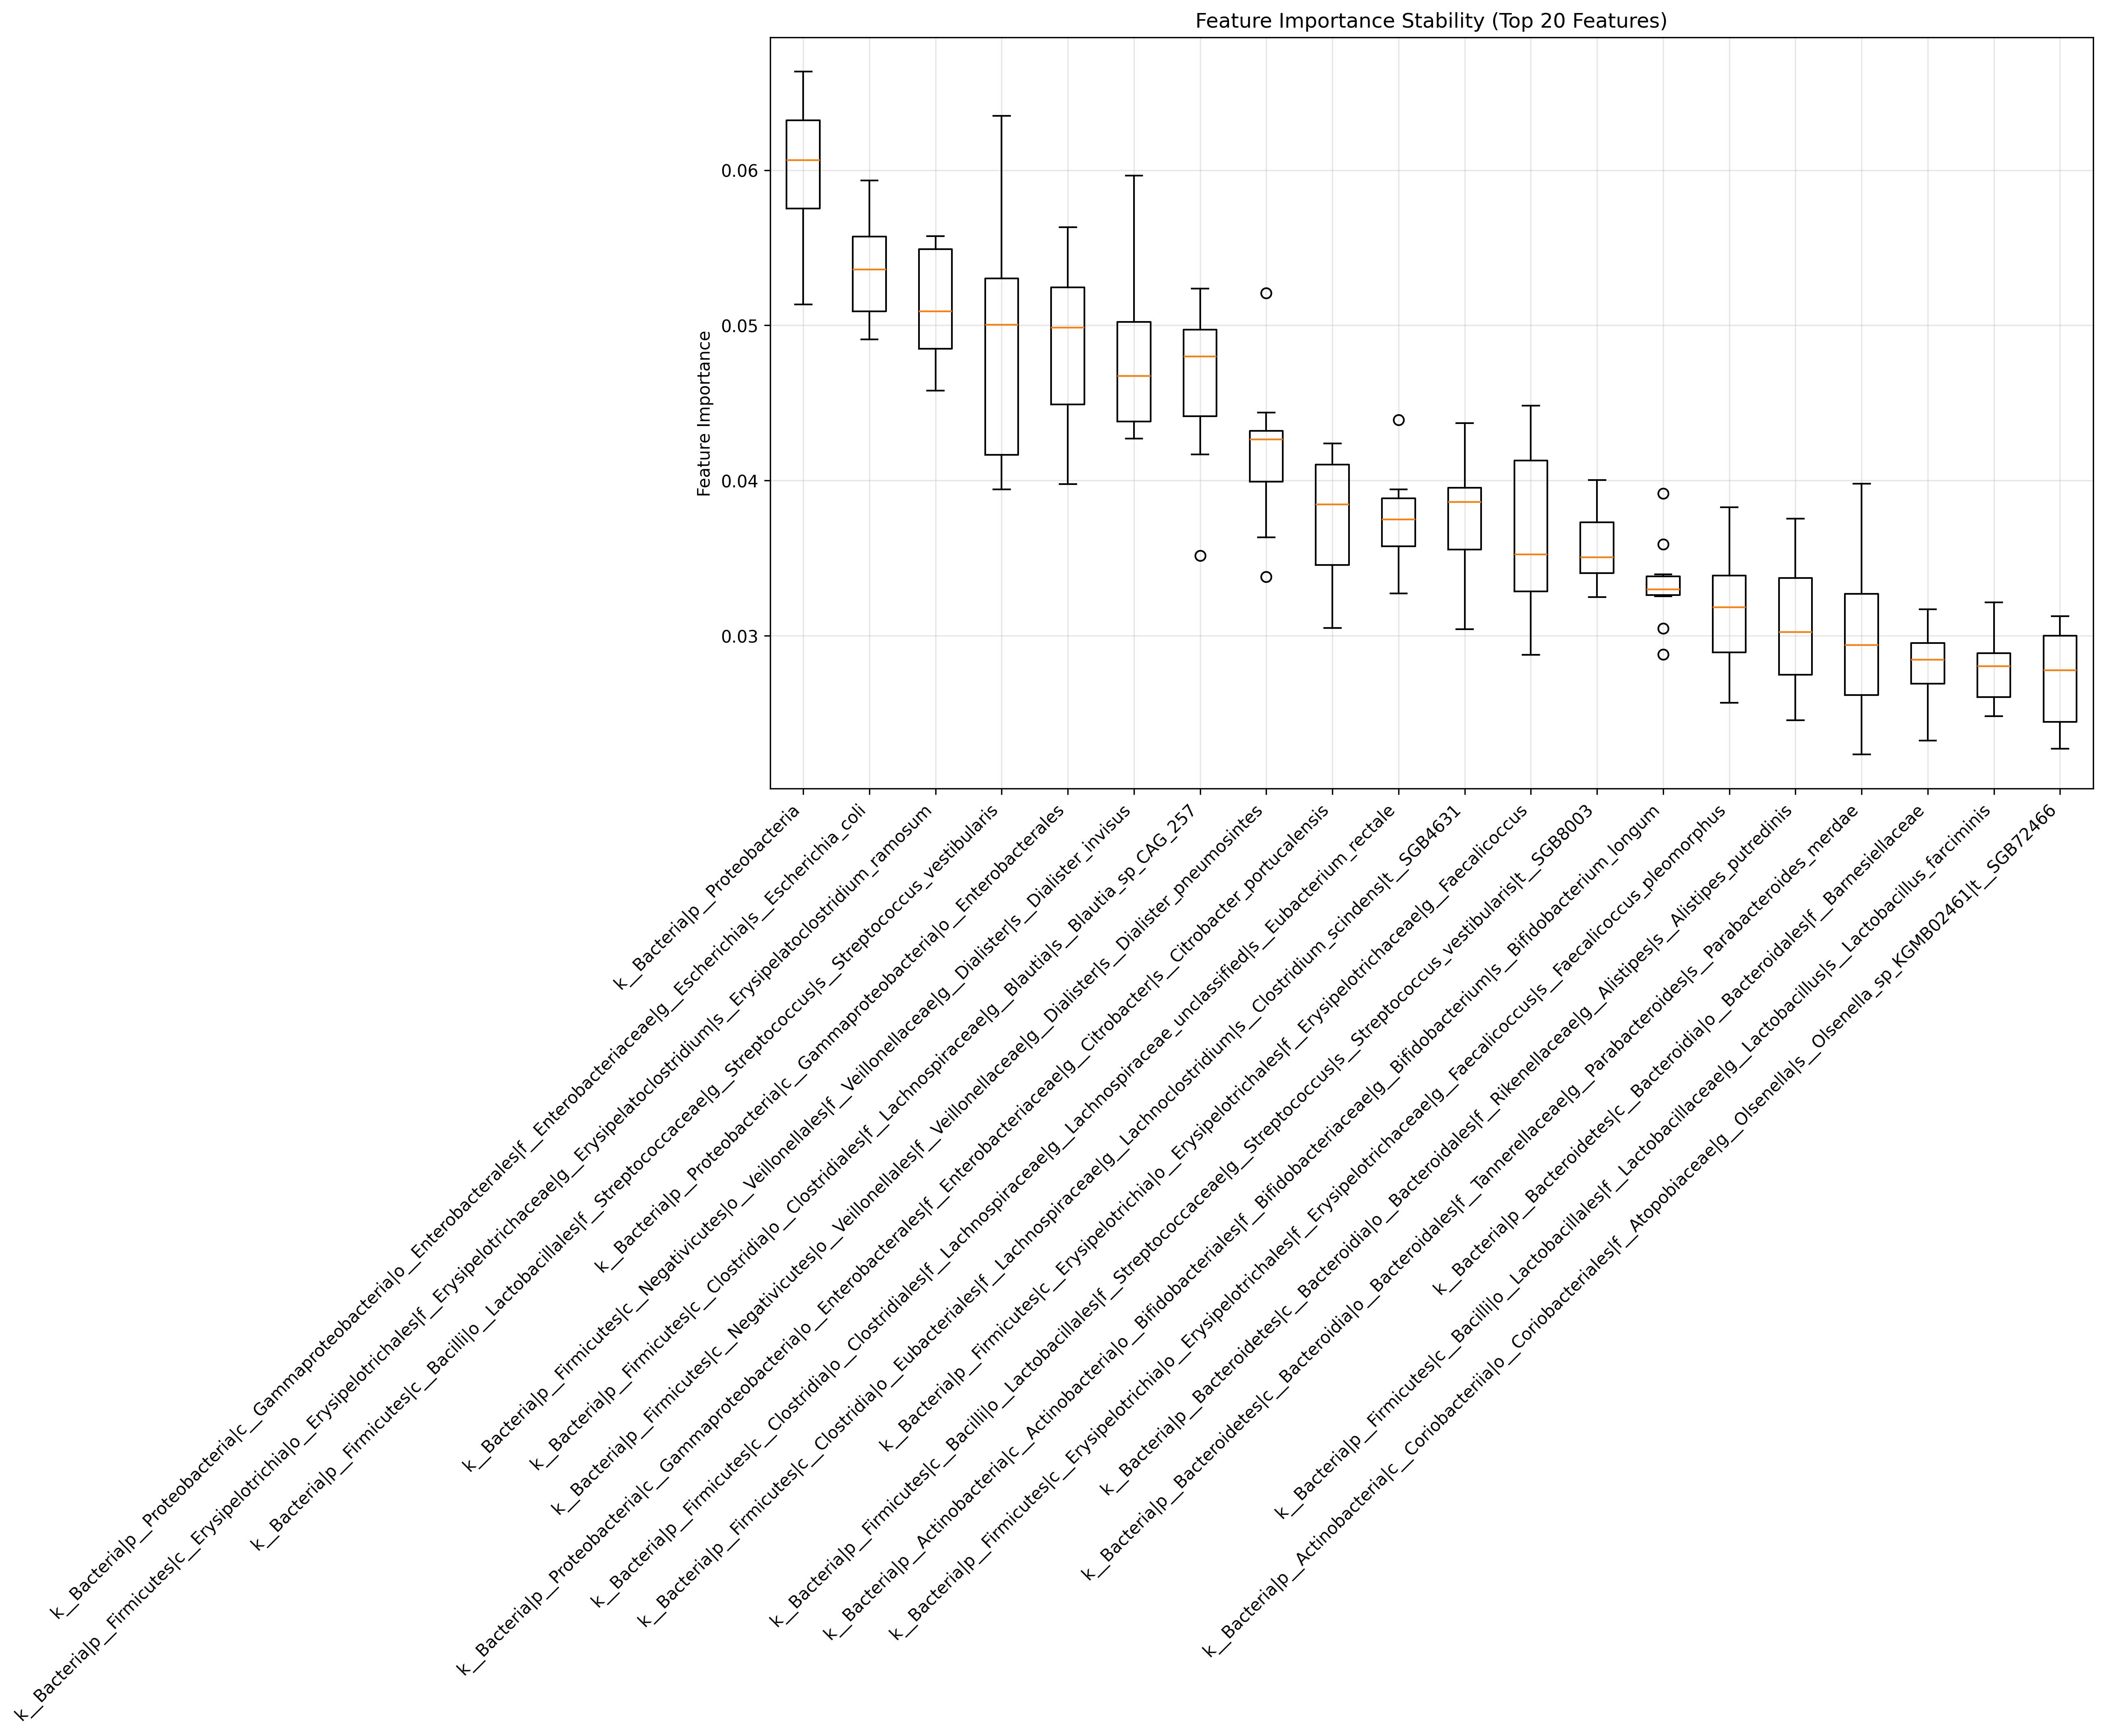 Feature Importance Stability (Top 20 Features)
Feature Importance
0.06
0.05
0.04
0.03
k__Bacteria|p__Proteobacteria
k__Bacteria|p__Proteobacteria|c__Gammaproteobacteria|o__Enterobacterales|f__Enterobacteriaceae|g__Escherichia|s__Escherichia_coli
k__Bacteria|p__Firmicutes|c__Erysipelotrichia|o__Erysipelotrichales|f__Erysipelotrichaceae|g__Erysipelatoclostridium|s__Erysipelatoclostridium_ramosum
k__Bacteria|p__Firmicutes|c__Bacilli|o__Lactobacillales|f__Streptococcaceae|g__Streptococcus|s__Streptococcus_vestibularis
k__Bacteria|p__Proteobacteria|c__Gammaproteobacteria|o__Enterobacterales
k__Bacteria|p__Firmicutes|c__Negativicutes|o__Veillonellales|f__Veillonellaceae|g__Dialister|s__Dialister_invisus
k__Bacteria|p__Firmicutes|c__Clostridia|o__Clostridiales|f__Lachnospiraceae|g__Blautia|s__Blautia_sp_CAG_257
k__Bacteria|p__Firmicutes|c__Negativicutes|o__Veillonellales|f__Veillonellaceae|g__Dialister|s__Dialister_pneumosintes
k__Bacteria|p__Proteobacteria|c__Gammaproteobacteria|o__Enterobacterales|f__Enterobacteriaceae|g__Citrobacter|s__Citrobacter_portucalensis
k__Bacteria|p__Firmicutes|c__Clostridia|o__Clostridiales|f__Lachnospiraceae|g__Lachnospiraceae_unclassified|s__Eubacterium_rectale
k__Bacteria|p__Firmicutes|c__Clostridia|o__Eubacteriales|f__Lachnospiraceae|g__Lachnoclostridium|s__Clostridium_scindens|t__SGB4631
k__Bacteria|p__Firmicutes|c__Erysipelotrichia|o__Erysipelotrichales|f__Erysipelotrichaceae|g__Faecalicoccus
k__Bacteria|p__Firmicutes|c__Bacilli|o__Lactobacillales|f__Streptococcaceae|g__Streptococcus|s__Streptococcus_vestibularis|t__SGB8003
k__Bacteria|p__Actinobacteria|c__Actinobacteria|o__Bifidobacteriales|f__Bifidobacteriaceae|g__Bifidobacterium|s__Bifidobacterium_longum
k__Bacteria|p__Firmicutes|c__Erysipelotrichia|o__Erysipelotrichales|f__Erysipelotrichaceae|g__Faecalicoccus|s__Faecalicoccus_pleomorphus
k__Bacteria|p__Bacteroidetes|c__Bacteroidia|o__Bacteroidales|f__Rikenellaceae|g__Alistipes|s__Alistipes_putredinis
k__Bacteria|p__Bacteroidetes|c__Bacteroidia|o__Bacteroidales|f__Tannerellaceae|g__Parabacteroides|s__Parabacteroides_merdae
k__Bacteria|p__Bacteroidetes|c__Bacteroidia|o__Bacteroidales|f__Barnesiellaceae
k__Bacteria|p__Firmicutes|c__Bacilli|o__Lactobacillales|f__Lactobacillaceae|g__Lactobacillus|s__Lactobacillus_farciminis
k__Bacteria|p__Actinobacteria|c__Coriobacteriia|o__Coriobacteriales|f__Atopobiaceae|g__Olsenella|s__Olsenella_sp_KGMB02461|t__SGB72466